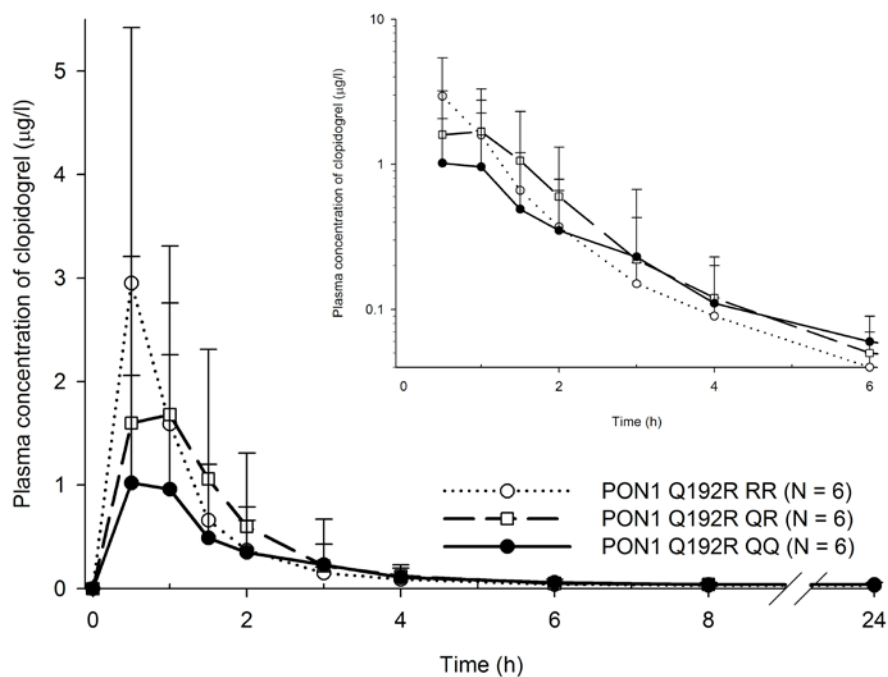 Plasma concentration of clopidogrel (μg/l)
5
4
3
2
1
0
0
2
4
6
8
24
Time (h)
Plasma concentration of clopidogrel (μg/l)
10
1
0.1
0
2
4
6
Time (h)
PON1 Q192R RR (N = 6)
PON1 Q192R QR (N = 6)
PON1 Q192R QQ (N = 6)